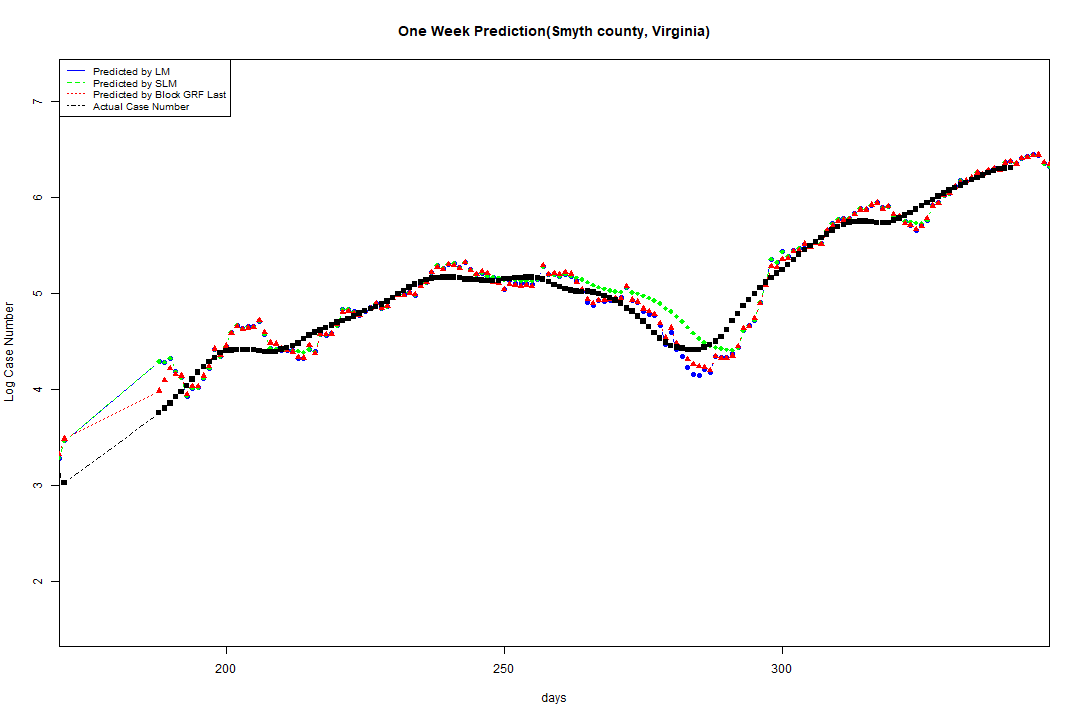 One Week Prediction(Smyth county, Virginia)
Predicted by LM
Predicted by SLM
Predicted by Block GRF Last
Actual Case Number
7
6
5
4
3
2
Log Case Number
200
250
300
days